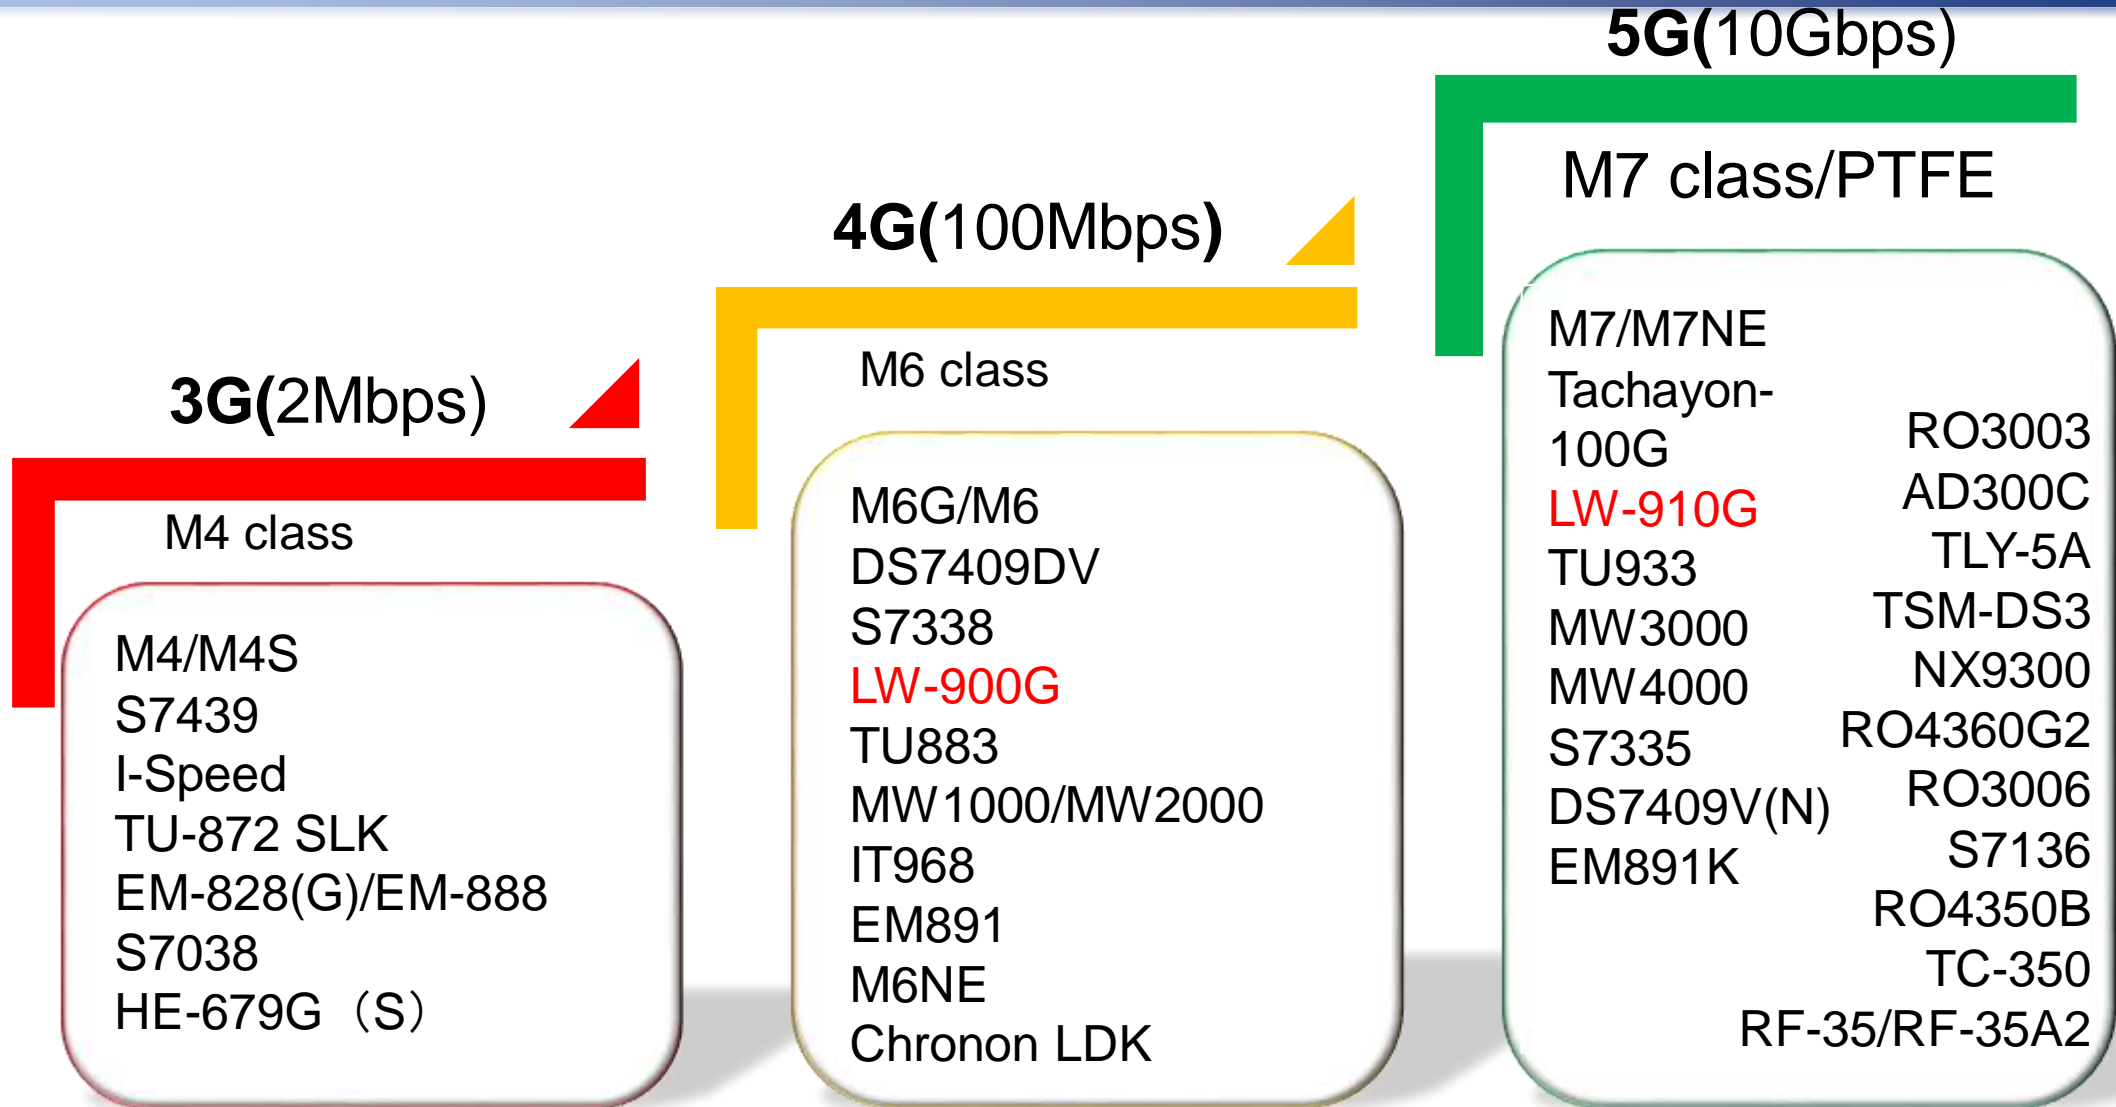 3G(2Mbps)
M4 class
M4/M4S
S7439
I-Speed
TU-872 SLK
EM-828(G)/EM-888
S7038
HE-679G（S）
4G(100Mbps)
M6 class
M6G/M6
DS7409DV
S7338
LW-900G
TU883
MW1000/MW2000
IT968
EM891
M6NE
Chronon LDK
5G(10Gbps)
M7 class/PTFE
M7/M7NE
Tachayon-
100G
LW-910G
TU933
MW3000
MW4000
S7335
DS7409V(N)
EM891K
RO3003
AD300C
TLY-5A
TSM-DS3
NX9300
RO4360G2
RO3006
S7136
RO4350B
TC-350
RF-35/RF-35A2